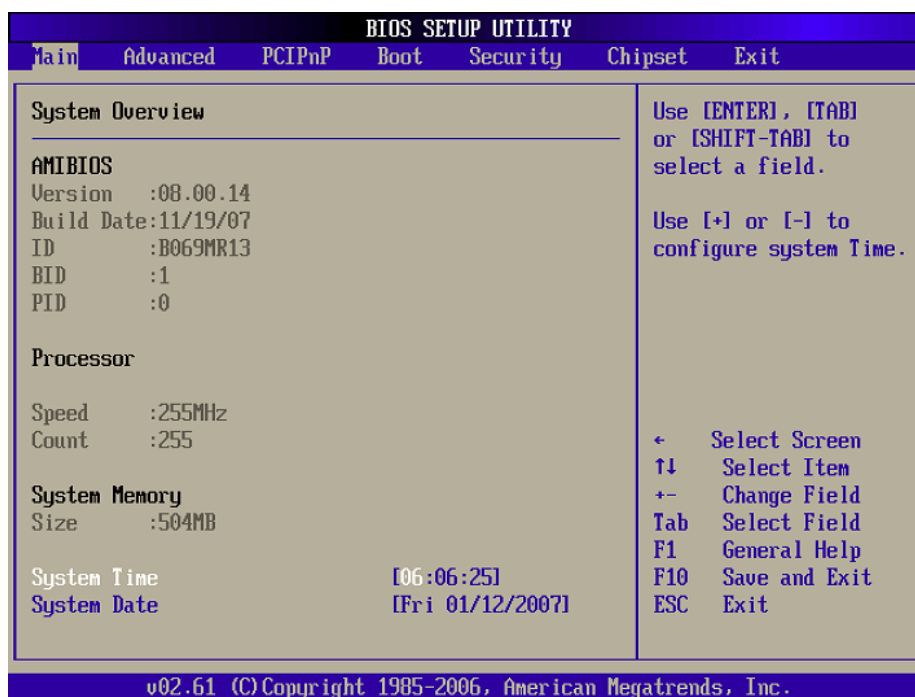 BIOS SETUP UTILITY
Main Advanced PCIPnP Boot Security Chipset Exit
System Overview
AMIBIOS
Version :08.00.14
Build Date:11/19/07
ID :B069MR13
BID :1
PID :0
Processor
Speed :255MHz
Count :255
System Memory
Size :504MB
System Time [06:06:25]
System Date [Fri 01/12/2007]
Use [ENTER], [TAB]
or [SHIFT-TAB] to
select a field.
Use [+] or [-] to
configure system Time.
← Select Screen
↑↓ Select Item
+- Change Field
Tab Select Field
F1 General Help
F10 Save and Exit
ESC Exit
v02.61 (C)Copyright 1985-2006, American Megatrends, Inc.